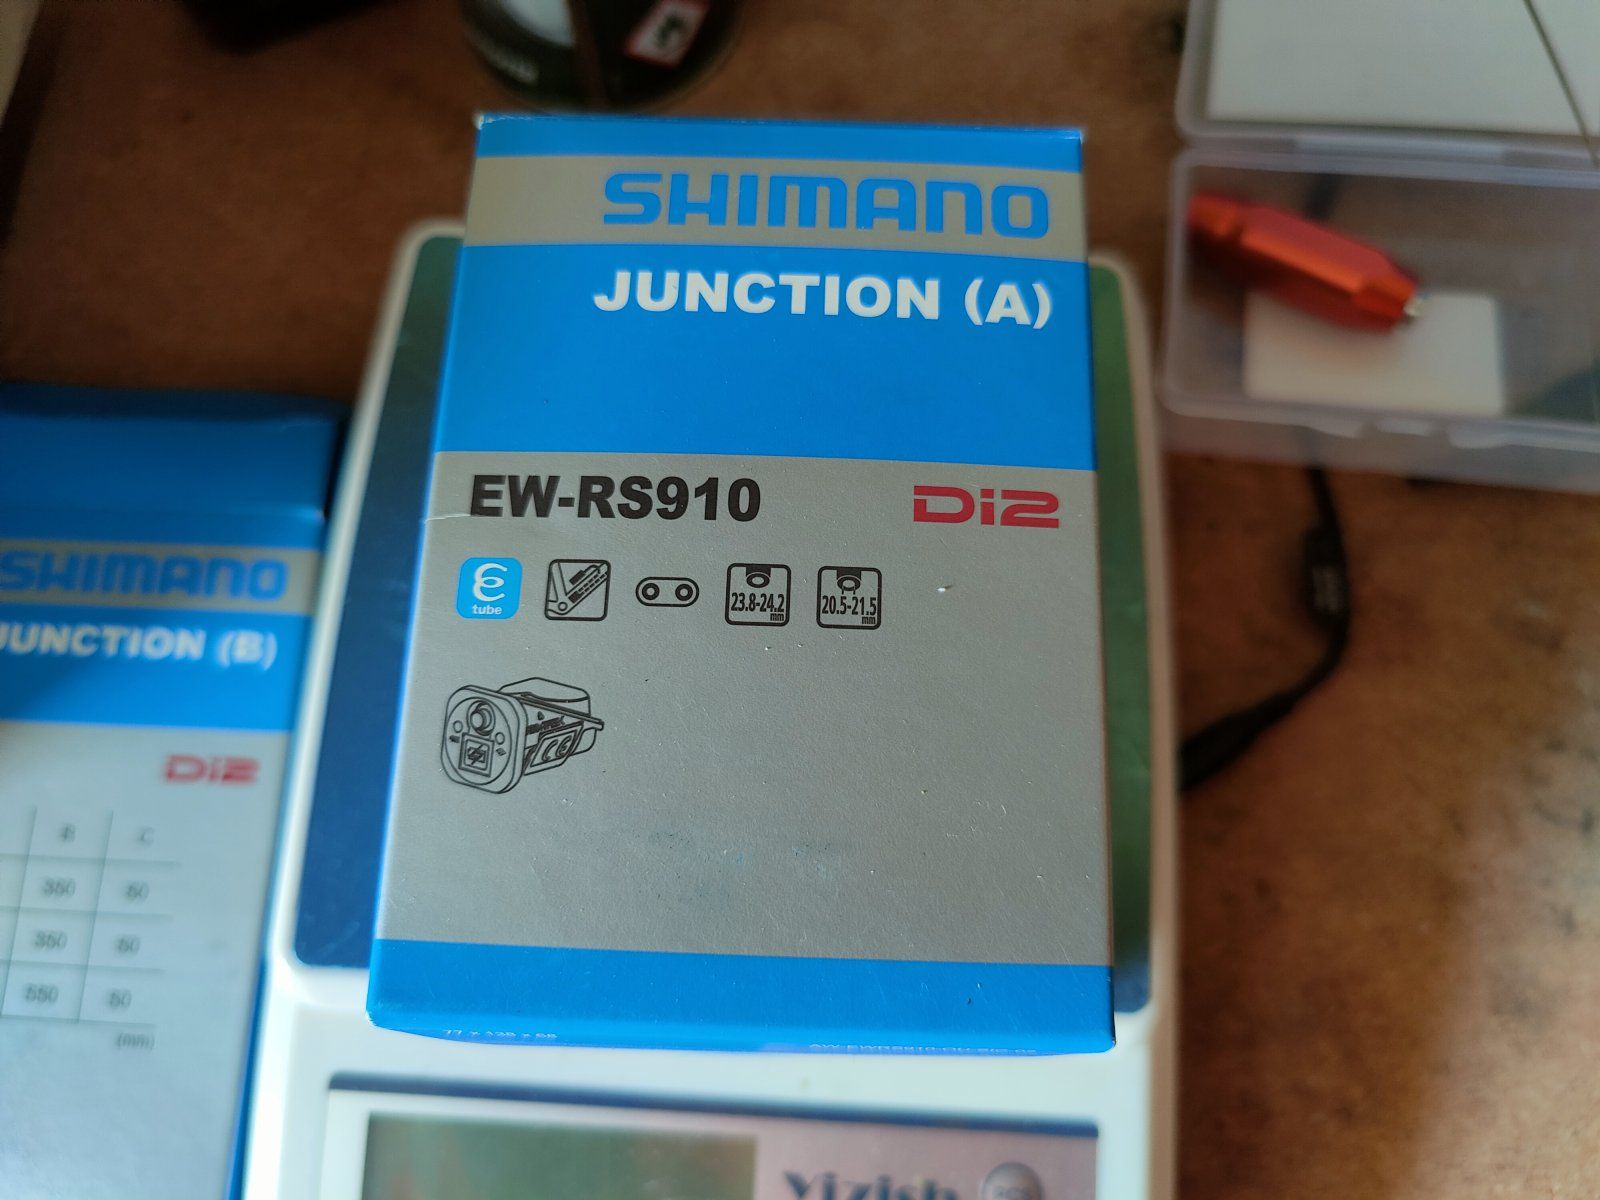 SHIMANO
JUNCTION (A)
EW-RS910
Di2
e
tube
23.8-24.2
mm
20.5-21.5
mm
CE
SHIMANO
JUNCTION (B)
Di2
B
C
350
50
350
50
550
50
(mm)